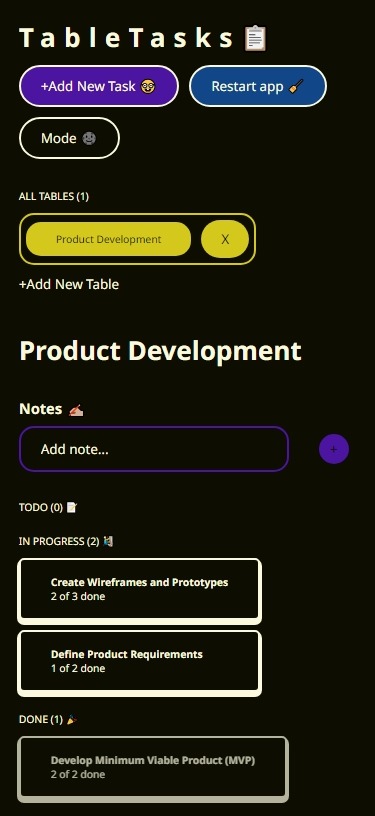 TableTasks 📋
+Add New Task 🤓
Restart app 🧹
Mode 🌚
ALL TABLES (1)
Product Development
X
+Add New Table
Product Development
Notes ✍🏼
Add note...
+
TODO (0) 📝
IN PROGRESS (2)
Create Wireframes and Prototypes
2 of 3 done
Define Product Requirements
1 of 2 done
DONE (1) 🎉
Develop Minimum Viable Product (MVP)
2 of 2 done